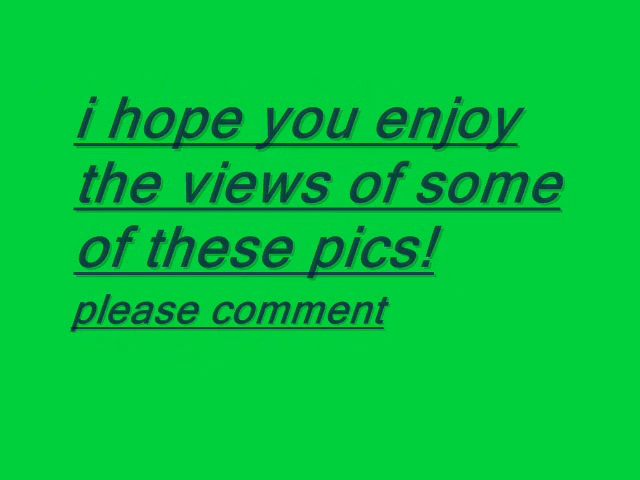 i hope you enjoy
the views of some
of these pics!
please comment